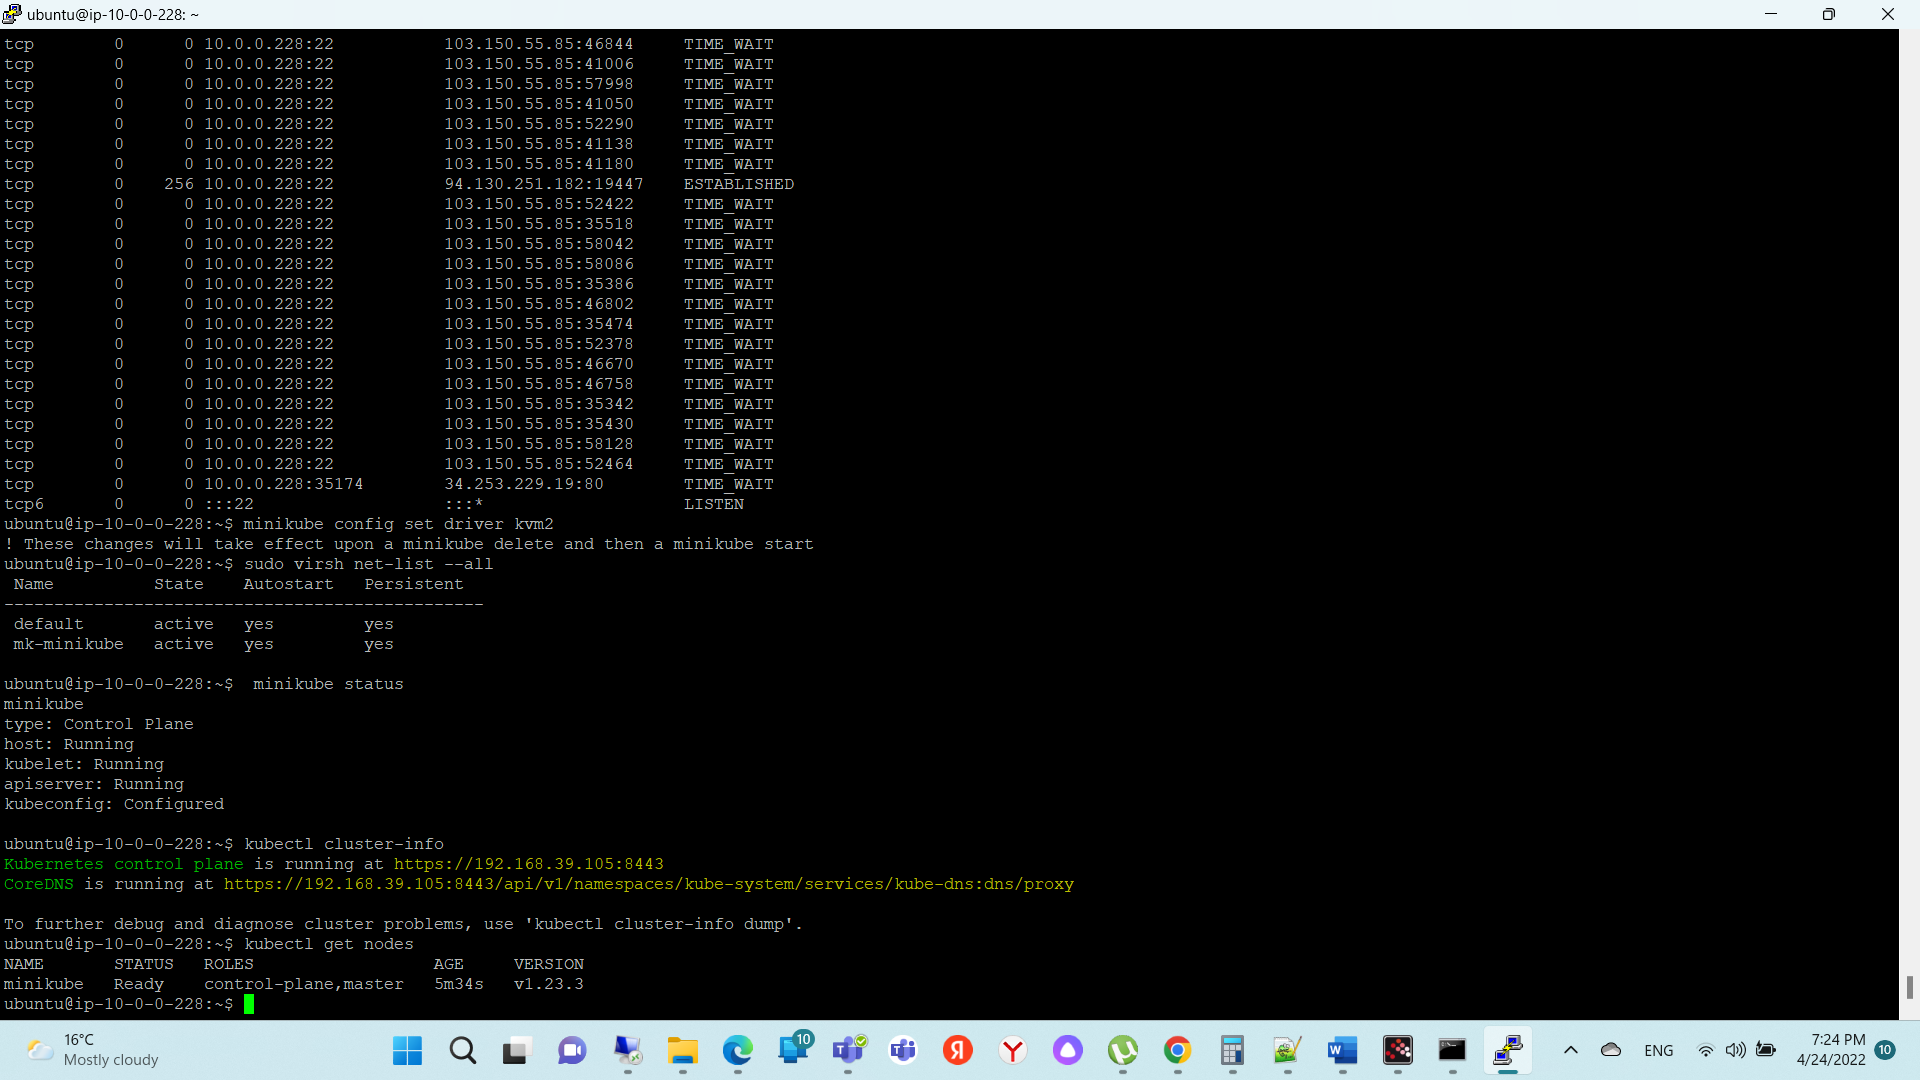 ubuntu@ip-10-0-0-228: ~
tcp        0      0 10.0.0.228:22           103.150.55.85:46844     TIME_WAIT
tcp        0      0 10.0.0.228:22           103.150.55.85:41006     TIME_WAIT
tcp        0      0 10.0.0.228:22           103.150.55.85:57998     TIME_WAIT
tcp        0      0 10.0.0.228:22           103.150.55.85:41050     TIME_WAIT
tcp        0      0 10.0.0.228:22           103.150.55.85:52290     TIME_WAIT
tcp        0      0 10.0.0.228:22           103.150.55.85:41138     TIME_WAIT
tcp        0      0 10.0.0.228:22           103.150.55.85:41180     TIME_WAIT
tcp        0    256 10.0.0.228:22           94.130.251.182:19447    ESTABLISHED
tcp        0      0 10.0.0.228:22           103.150.55.85:52422     TIME_WAIT
tcp        0      0 10.0.0.228:22           103.150.55.85:35518     TIME_WAIT
tcp        0      0 10.0.0.228:22           103.150.55.85:58042     TIME_WAIT
tcp        0      0 10.0.0.228:22           103.150.55.85:58086     TIME_WAIT
tcp        0      0 10.0.0.228:22           103.150.55.85:35386     TIME_WAIT
tcp        0      0 10.0.0.228:22           103.150.55.85:46802     TIME_WAIT
tcp        0      0 10.0.0.228:22           103.150.55.85:35474     TIME_WAIT
tcp        0      0 10.0.0.228:22           103.150.55.85:52378     TIME_WAIT
tcp        0      0 10.0.0.228:22           103.150.55.85:46670     TIME_WAIT
tcp        0      0 10.0.0.228:22           103.150.55.85:46758     TIME_WAIT
tcp        0      0 10.0.0.228:22           103.150.55.85:35342     TIME_WAIT
tcp        0      0 10.0.0.228:22           103.150.55.85:35430     TIME_WAIT
tcp        0      0 10.0.0.228:22           103.150.55.85:58128     TIME_WAIT
tcp        0      0 10.0.0.228:22           103.150.55.85:52464     TIME_WAIT
tcp        0      0 10.0.0.228:35174        34.253.229.19:80        TIME_WAIT
tcp6       0      0 :::22                   :::*                    LISTEN
ubuntu@ip-10-0-0-228:~$ minikube config set driver kvm2
! These changes will take effect upon a minikube delete and then a minikube start
ubuntu@ip-10-0-0-228:~$ sudo virsh net-list --all
 Name          State    Autostart   Persistent
------------------------------------------------
 default       active   yes         yes
 mk-minikube   active   yes         yes
ubuntu@ip-10-0-0-228:~$  minikube status
minikube
type: Control Plane
host: Running
kubelet: Running
apiserver: Running
kubeconfig: Configured
ubuntu@ip-10-0-0-228:~$ kubectl cluster-info
Kubernetes control plane is running at https://192.168.39.105:8443
CoreDNS is running at https://192.168.39.105:8443/api/v1/namespaces/kube-system/services/kube-dns:dns/proxy
To further debug and diagnose cluster problems, use 'kubectl cluster-info dump'.
ubuntu@ip-10-0-0-228:~$ kubectl get nodes
NAME       STATUS   ROLES                  AGE     VERSION
minikube   Ready    control-plane,master   5m34s   v1.23.3
ubuntu@ip-10-0-0-228:~$
16°C
Mostly cloudy
10
Я
Y
W
ENG
7:24 PM
4/24/2022
10